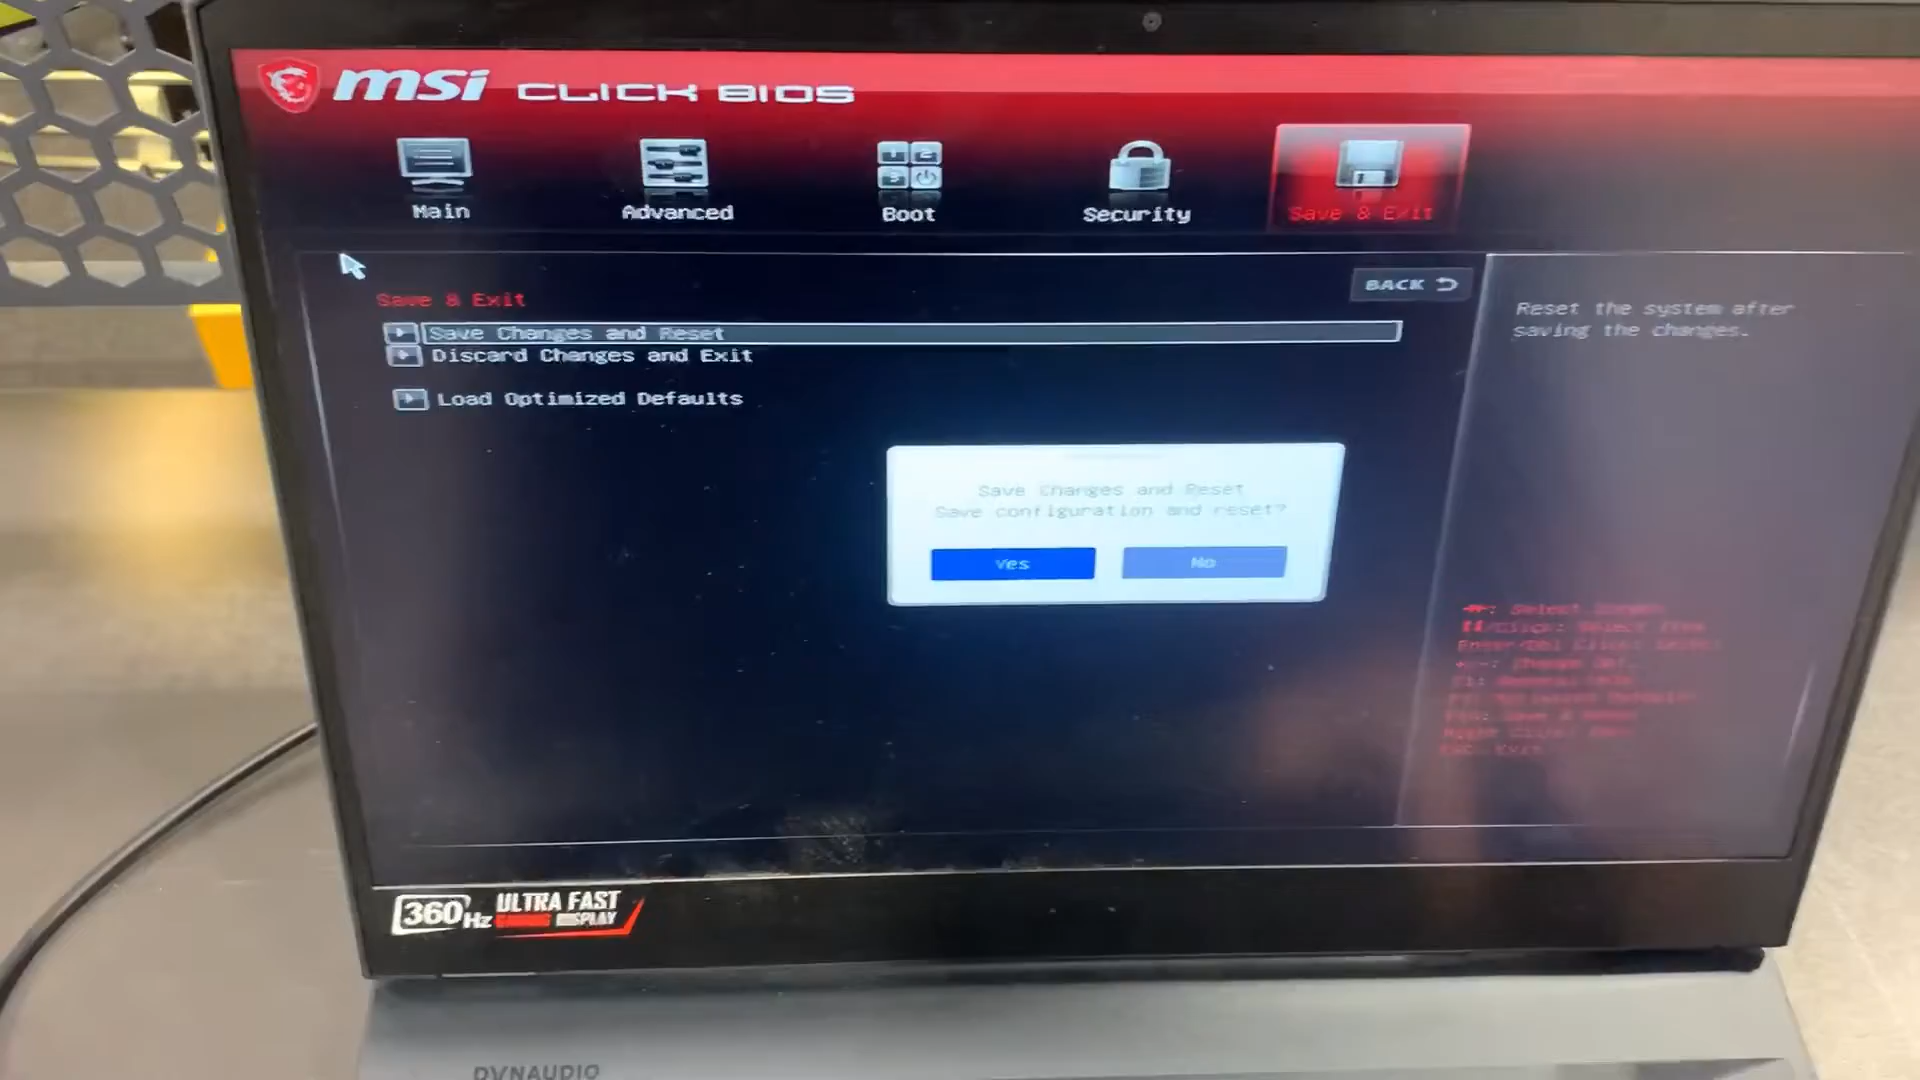 msi CLICK BIOS
Main Advanced Boot Security Save & Exit
BACK
Save & Exit
Save Changes and Reset
Discard Changes and Exit
Load Optimized Defaults
Reset the system after
saving the changes.
Save Changes and Reset
Save configuration and reset?
Yes No
360Hz ULTRA FAST
GAMING DISPLAY
DYNAUDIO